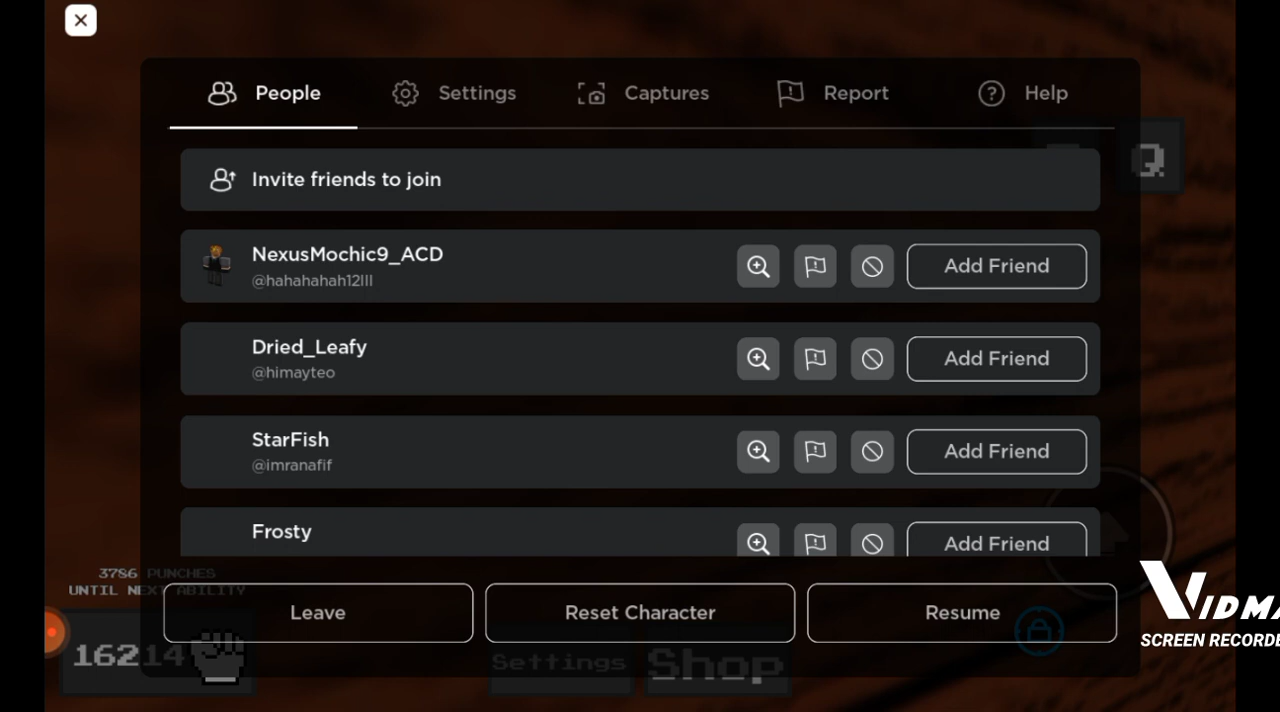 People
Settings
Captures
Report
Help
Invite friends to join
NexusMochic9_ACD
@hahahahah12lll
Add Friend
Dried_Leafy
@himayteo
Add Friend
StarFish
@imranafif
Add Friend
Frosty
Add Friend
3786 PUNCHES
UNTIL NEXT ABILITY
Leave
Reset Character
Resume
16214
Settings
Shop
VIDMA
SCREEN RECORDE